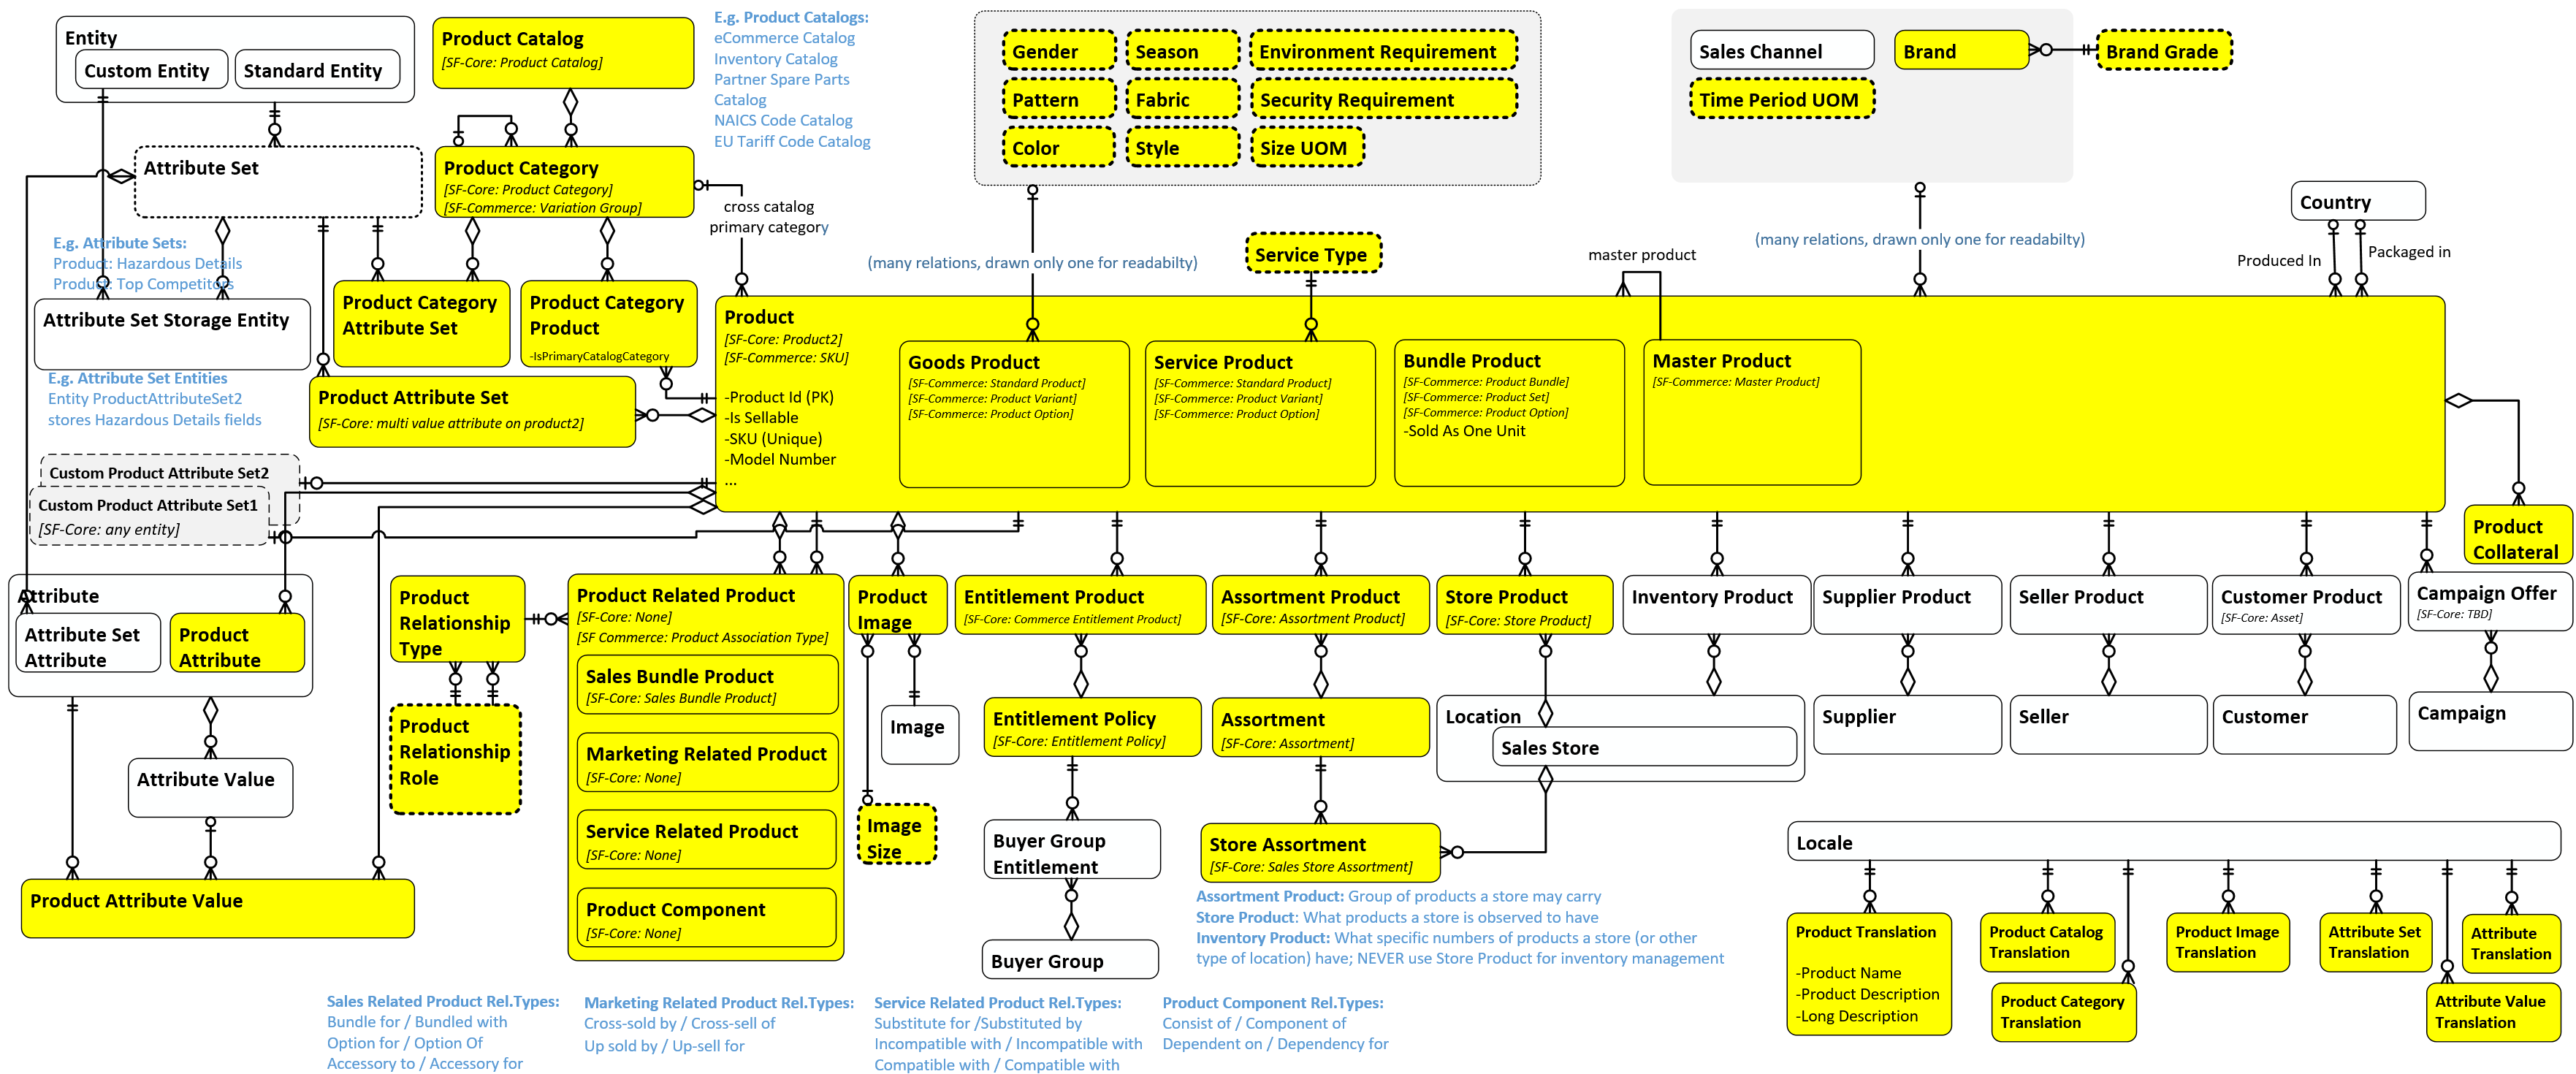 Entity
Custom Entity
Standard Entity
Product Catalog
[SF-Core: Product Catalog]
E.g. Product Catalogs:
eCommerce Catalog
Inventory Catalog
Partner Spare Parts
Catalog
NAICS Code Catalog
EU Tariff Code Catalog
Gender
Season
Environment Requirement
Pattern
Fabric
Security Requirement
Color
Style
Size UOM
Sales Channel
Brand
Brand Grade
Time Period UOM
Attribute Set
Product Category
[SF-Core: Product Category]
[SF-Commerce: Variation Group]
cross catalog
primary category
Country
Produced In
Packaged in
(many relations, drawn only one for readabilty)
Service Type
master product
(many relations, drawn only one for readabilty)
E.g. Attribute Sets:
Product: Hazardous Details
Product: Top Competitors
Attribute Set Storage Entity
Product Category
Attribute Set
Product Category
Product
-IsPrimaryCatalogCategory
E.g. Attribute Set Entities
Entity ProductAttributeSet2
stores Hazardous Details fields
Product Attribute Set
[SF-Core: multi value attribute on product2]
Product
[SF-Core: Product2]
[SF-Commerce: SKU]
-Product Id (PK)
-Is Sellable
-SKU (Unique)
-Model Number
...
Goods Product
[SF-Commerce: Standard Product]
[SF-Commerce: Product Variant]
[SF-Commerce: Product Option]
Service Product
[SF-Commerce: Standard Product]
[SF-Commerce: Product Variant]
[SF-Commerce: Product Option]
Bundle Product
[SF-Commerce: Product Bundle]
[SF-Commerce: Product Set]
[SF-Commerce: Product Option]
-Sold As One Unit
Master Product
[SF-Commerce: Master Product]
Custom Product Attribute Set2
Custom Product Attribute Set1
[SF-Core: any entity]
Product
Collateral
Attribute
Attribute Set
Attribute
Product
Attribute
Product
Relationship
Type
Product Related Product
[SF-Core: None]
[SF Commerce: Product Association Type]
Sales Bundle Product
[SF-Core: Sales Bundle Product]
Marketing Related Product
[SF-Core: None]
Service Related Product
[SF-Core: None]
Product Component
[SF-Core: None]
Product
Image
Entitlement Product
[SF-Core: Commerce Entitlement Product]
Assortment Product
[SF-Core: Assortment Product]
Store Product
[SF-Core: Store Product]
Inventory Product
Supplier Product
Seller Product
Customer Product
[SF-Core: Asset]
Campaign Offer
[SF-Core: TBD]
Product
Relationship
Role
Image
Entitlement Policy
[SF-Core: Entitlement Policy]
Assortment
[SF-Core: Assortment]
Location
Sales Store
Supplier
Seller
Customer
Campaign
Attribute Value
Image
Size
Buyer Group
Entitlement
Store Assortment
[SF-Core: Sales Store Assortment]
Locale
Product Attribute Value
Buyer Group
Assortment Product: Group of products a store may carry
Store Product: What products a store is observed to have
Inventory Product: What specific numbers of products a store (or other
type of location) have; NEVER use Store Product for inventory management
Product Translation
-Product Name
-Product Description
-Long Description
Product Catalog
Translation
Product Category
Translation
Product Image
Translation
Attribute Set
Translation
Attribute
Translation
Attribute Value
Translation
Sales Related Product Rel.Types:
Bundle for / Bundled with
Option for / Option Of
Accessory to / Accessory for
Marketing Related Product Rel.Types:
Cross-sold by / Cross-sell of
Up sold by / Up-sell for
Service Related Product Rel.Types:
Substitute for /Substituted by
Incompatible with / Incompatible with
Compatible with / Compatible with
Product Component Rel.Types:
Consist of / Component of
Dependent on / Dependency for